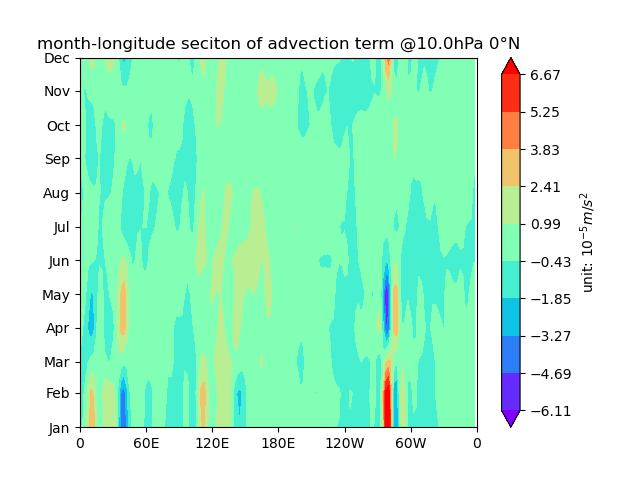 month-longitude seciton of advection term @10.0hPa 0°N
Dec
Nov
Oct
Sep
Aug
Jul
Jun
May
Apr
Mar
Feb
Jan
0 60E 120E 180E 120W 60W 0
6.67
5.25
3.83
2.41
0.99
−0.43
−1.85
−3.27
−4.69
−6.11
unit: 10⁻⁵m/s²